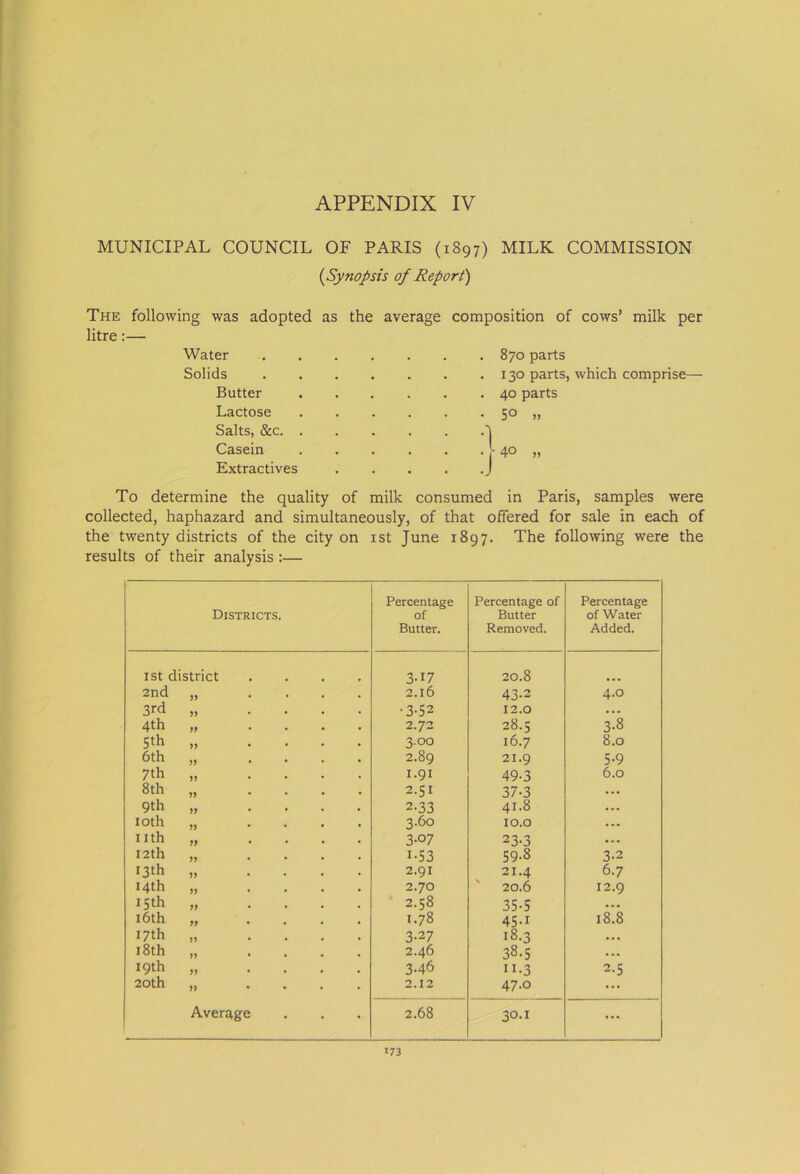 APPENDIX IV
MUNICIPAL COUNCIL OF PARIS (1897) MILK COMMISSION
(Synopsis of Report)
The following was adopted as the average composition of cows' milk per
litre:—
Water . . . . . . . 870 parts
Solids . . . . . . . 130 parts, which comprise—
Butter . . . . . . 40 parts
Lactose . . . . . . 50 „
Salts, &c. . . . . . .
Casein . . . . . . } 40 „
Extractives . . . . .
To determine the quality of milk consumed in Paris, samples were
collected, haphazard and simultaneously, of that offered for sale in each of
the twenty districts of the city on 1st June 1897. The following were the
results of their analysis:—
Districts. | Percentage of Butter. | Percentage of Butter Removed. | Percentage of Water Added.
1st district . . . . 3.17 20.8 ...
2nd „ . . . . 2.16 43.2 4.0
3rd „ . . . . 3.52 12.0 ...
4th „ . . . . 2.72 28.5 3.8
5th „ . . . . 3.00 16.7 8.0
6th „ . . . . 2.89 21.9 5.9
7th „ . . . . 1.91 49.3 6.0
8th „ . . . . 2.51 37.3 ...
9th „ . . . . 2.33 41.8 ...
10th „ . . . . 3.60 10.0 ...
11th „ . . . . 3.07 23.3 ...
12th „ . . . . 1.53 59.8 3.2
13th „ . . . . 2.91 21.4 6.7
14th „ . . . . 2.70 20.6 12.9
15th „ . . . . 2.58 35.5 ...
16th „ . . . . 1.78 45.1 18.8
17th „ . . . . 3.27 18.3 ...
18th „ . . . . 2.46 38.5 ...
19th „ . . . . 3.46 11.3 2.5
20th „ . . . . 2.12 47.0 ...
Average . . . 2.68 30.1 ...
173